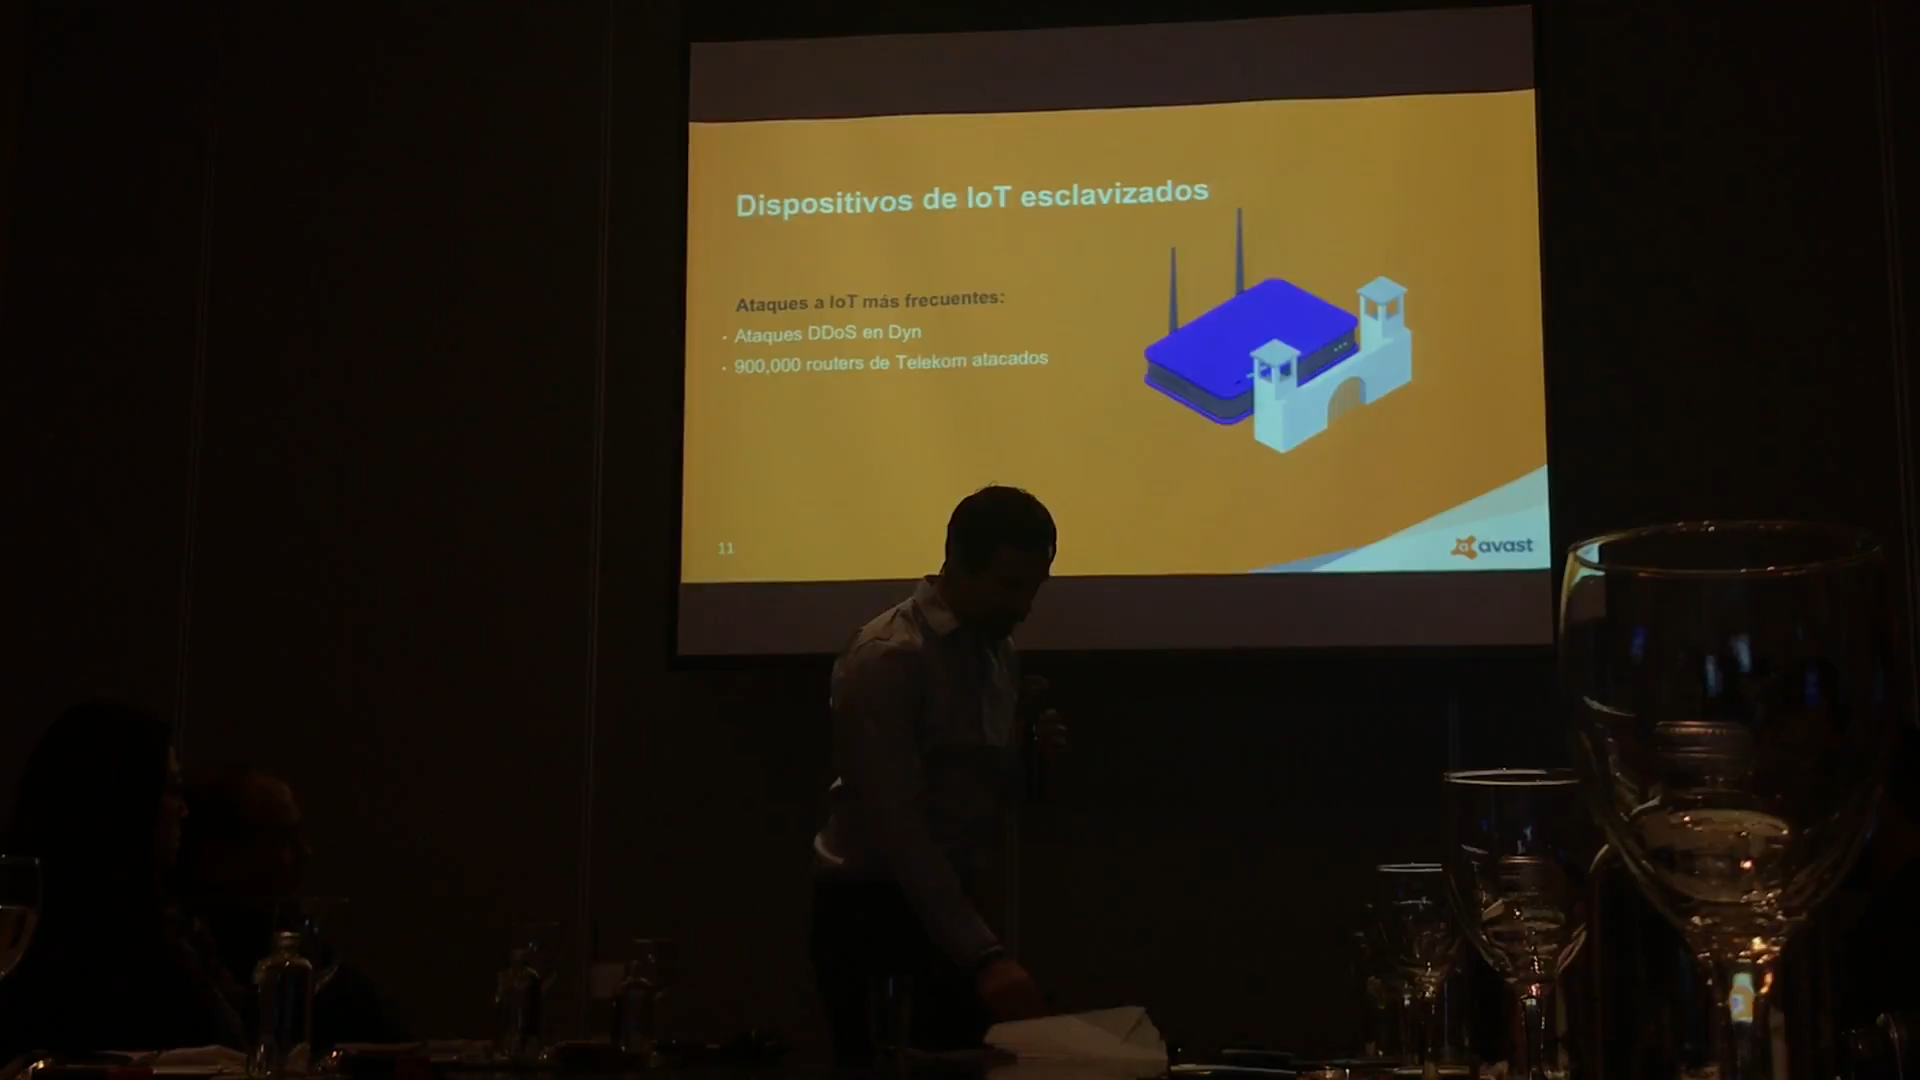 Dispositivos de IoT esclavizados
Ataques a IoT más frecuentes:
· Ataques DDoS en Dyn
· 900,000 routers de Telekom atacados
11
avast